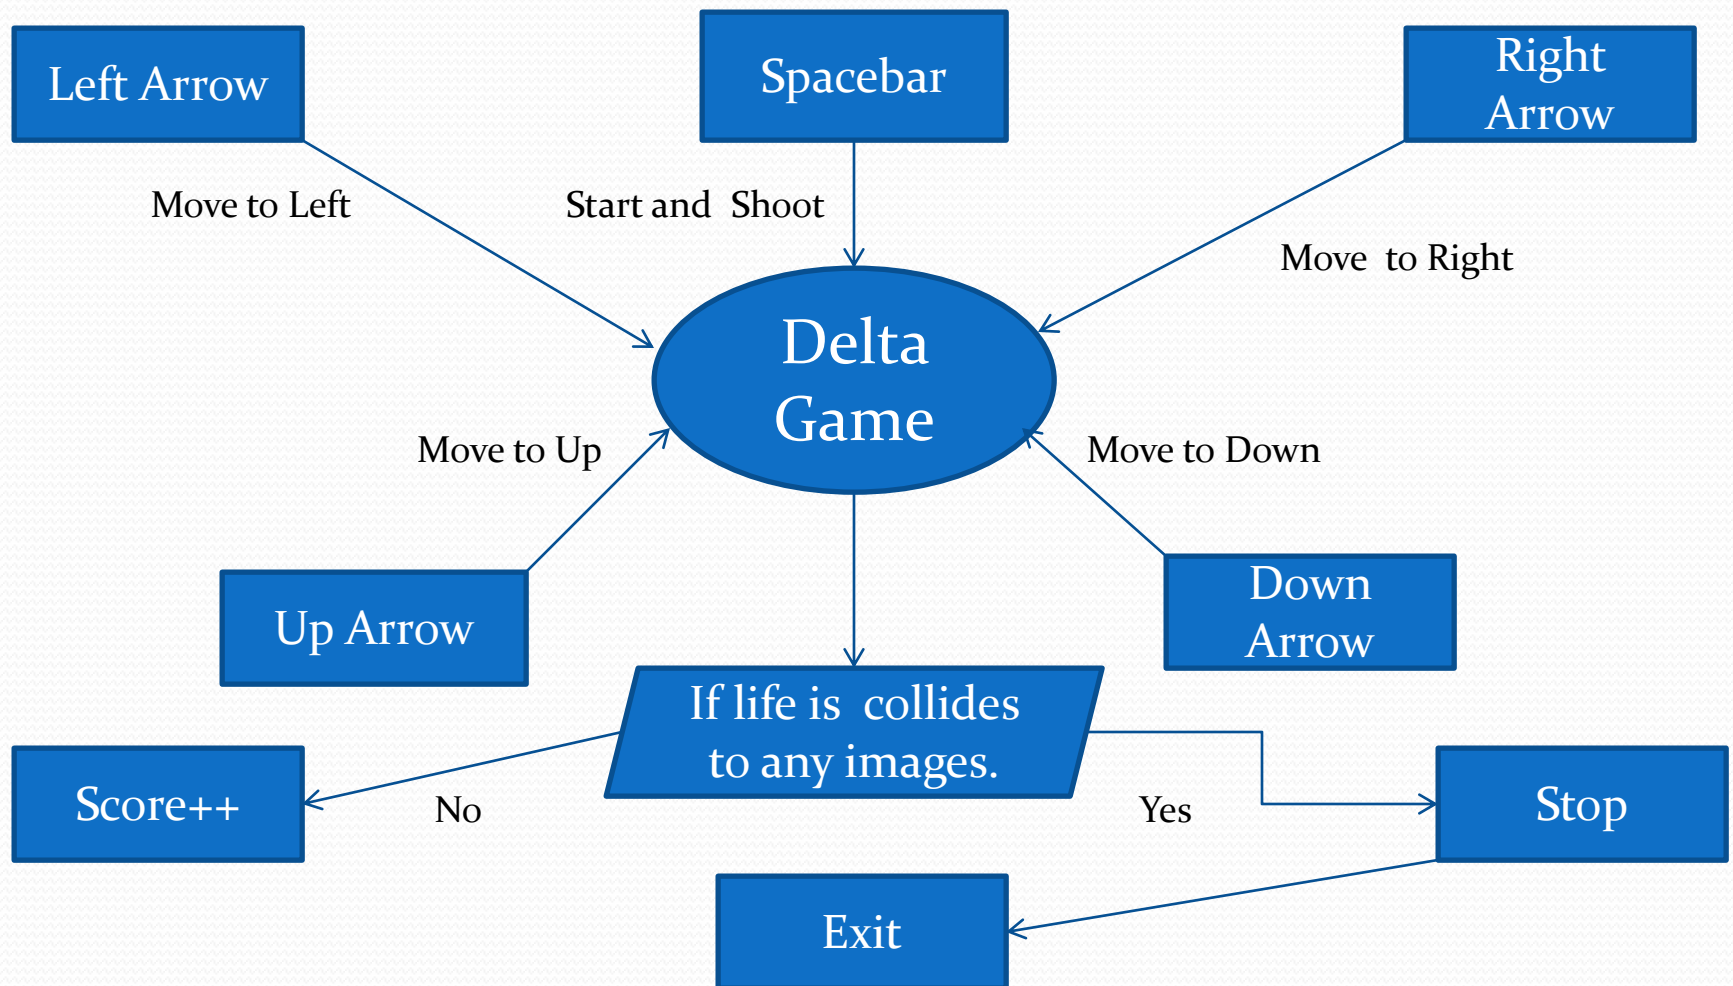 Left Arrow
Spacebar
Right
Arrow
Move to Left
Start and Shoot
Move to Right
Delta
Game
Move to Up
Move to Down
Up Arrow
Down
Arrow
If life is collides
to any images.
Score++
No
Yes
Stop
Exit